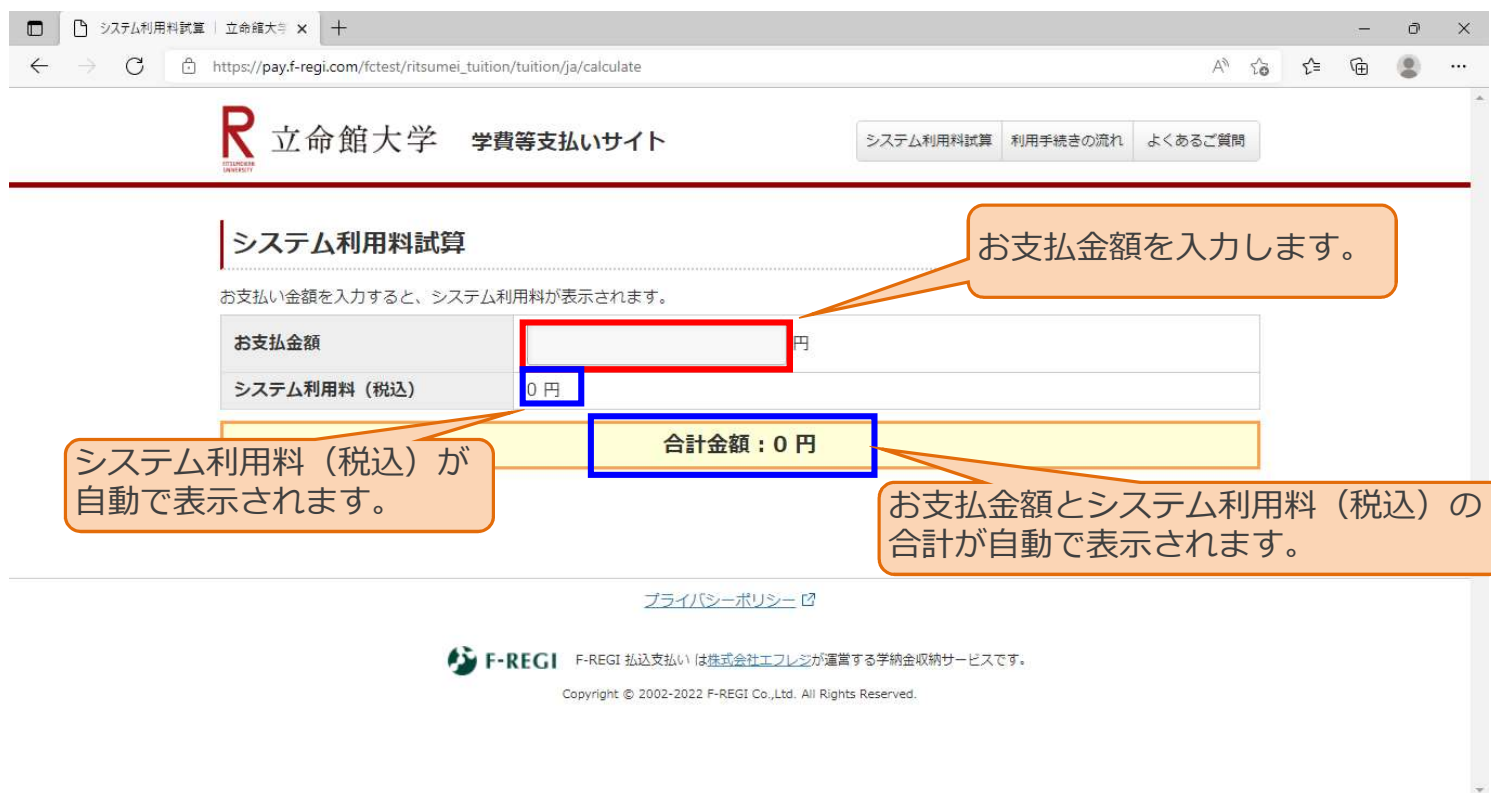 システム利用料試算 | 立命館大学
https://pay.f-regi.com/fctest/ritsumei_tuition/tuition/ja/calculate
R
RITSUMEIKAN
UNIVERSITY
立命館大学 学費等支払いサイト
システム利用料試算 利用手続きの流れ よくあるご質問
システム利用料試算
お支払金額を入力します。
お支払い金額を入力すると、システム利用料が表示されます。
お支払金額 円
システム利用料（税込） 0 円
合計金額：0 円
システム利用料（税込）が
自動で表示されます。
お支払金額とシステム利用料（税込）の
合計が自動で表示されます。
プライバシーポリシー
F-REGI F-REGI 払込支払い は株式会社エフレジが運営する学納金収納サービスです。
Copyright © 2002-2022 F-REGI Co.,Ltd. All Rights Reserved.